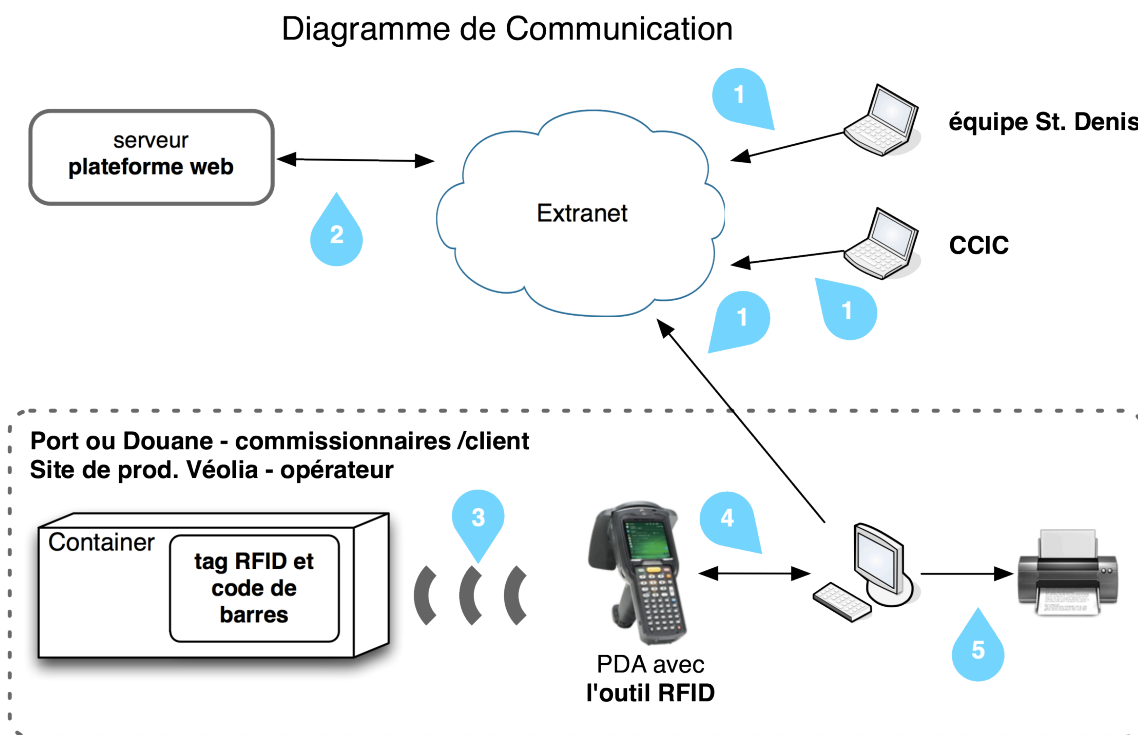 Diagramme de Communication
1
serveur
plateforme web
équipe St. Denis
Extranet
2
CCIC
1
1
Port ou Douane - commissionnaires /client
Site de prod. Véolia - opérateur
3
4
Container
tag RFID et
code de
barres
5
PDA avec
l'outil RFID